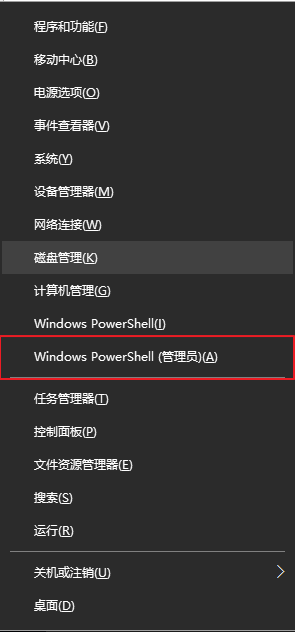 程序和功能(F)
移动中心(B)
电源选项(O)
事件查看器(V)
系统(Y)
设备管理器(M)
网络连接(W)
磁盘管理(K)
计算机管理(G)
Windows PowerShell(I)
Windows PowerShell (管理员)(A)
任务管理器(T)
控制面板(P)
文件资源管理器(E)
搜索(S)
运行(R)
关机或注销(U)
桌面(D)